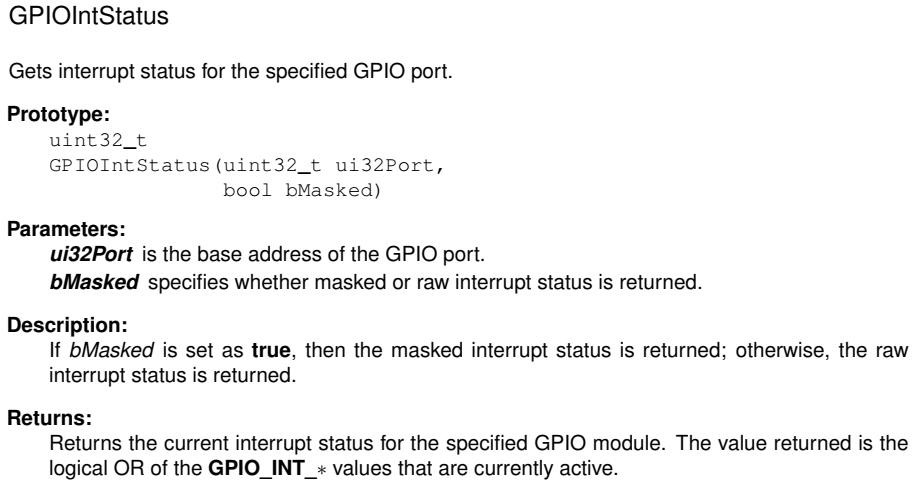 GPIOIntStatus
Gets interrupt status for the specified GPIO port.
Prototype:
uint32_t
GPIOIntStatus(uint32_t ui32Port,
bool bMasked)
Parameters:
ui32Port is the base address of the GPIO port.
bMasked specifies whether masked or raw interrupt status is returned.
Description:
If bMasked is set as true, then the masked interrupt status is returned; otherwise, the raw
interrupt status is returned.
Returns:
Returns the current interrupt status for the specified GPIO module. The value returned is the
logical OR of the GPIO_INT_∗ values that are currently active.